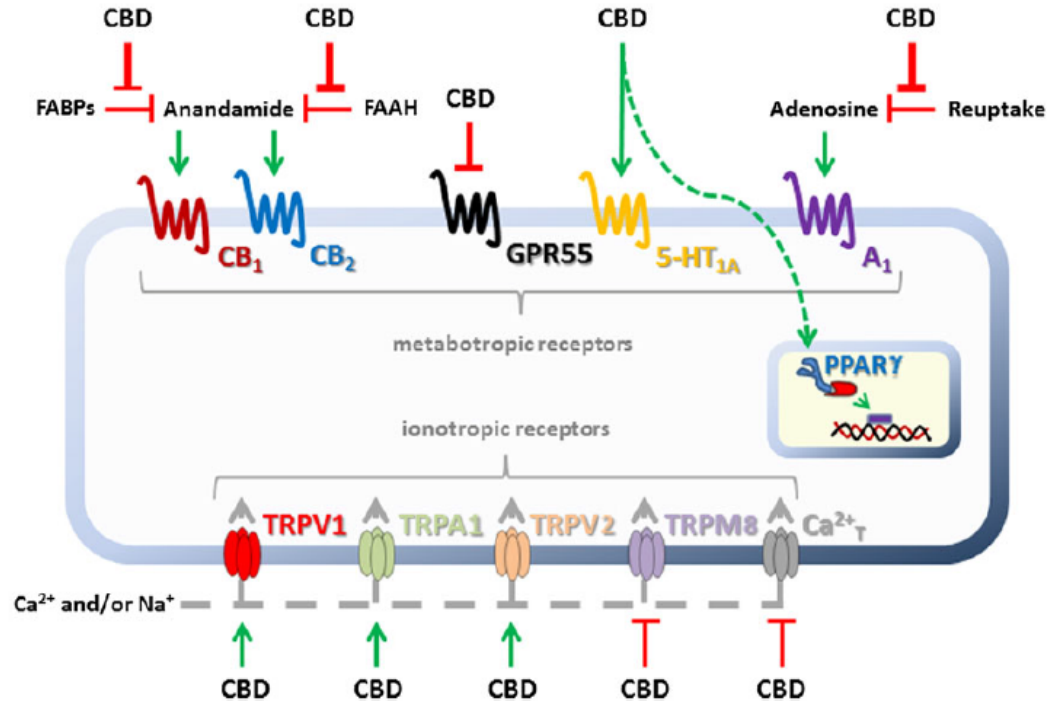 CBD CBD CBD CBD
FABPs Anandamide FAAH CBD Adenosine Reuptake
CB₁ CB₂ GPR55 5-HT₁ₐ A₁
metabotropic receptors
PPARγ
ionotropic receptors
TRPV1 TRPA1 TRPV2 TRPM8 Ca²⁺ᴛ
Ca²⁺ and/or Na⁺
CBD CBD CBD CBD CBD